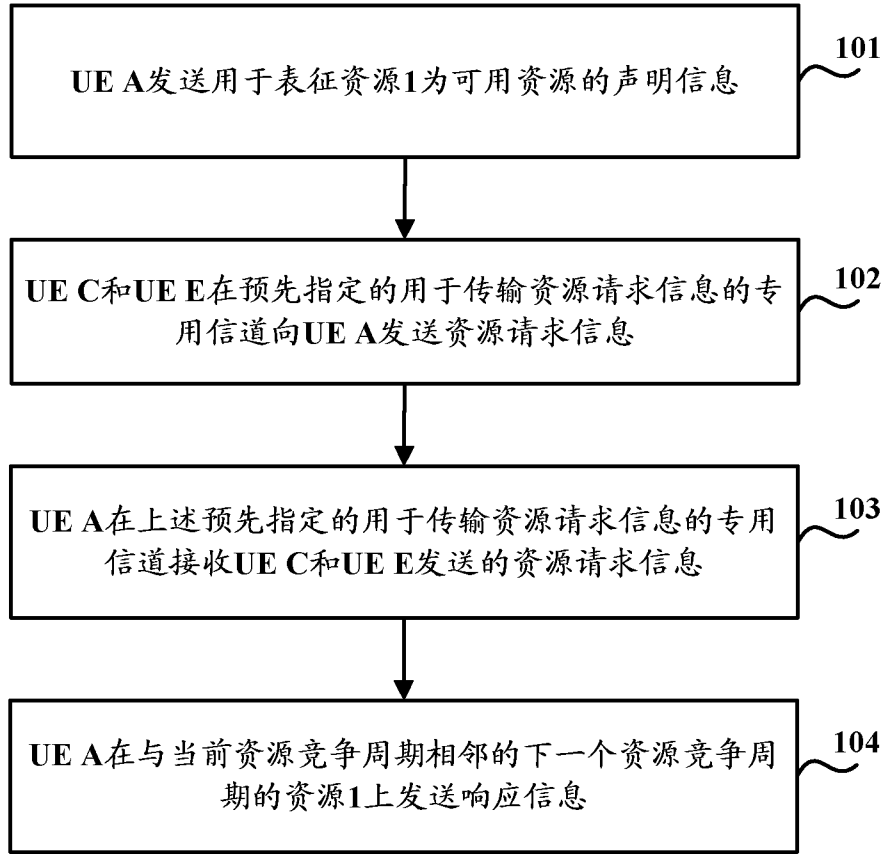 UE A发送用于表征资源1为可用资源的声明信息
101
UE C和UE E在预先指定的用于传输资源请求信息的专
用信道向UE A发送资源请求信息
102
UE A在上述预先指定的用于传输资源请求信息的专用
信道接收UE C和UE E发送的资源请求信息
103
UE A在与当前资源竞争周期相邻的下一个资源竞争周
期的资源1上发送响应信息
104